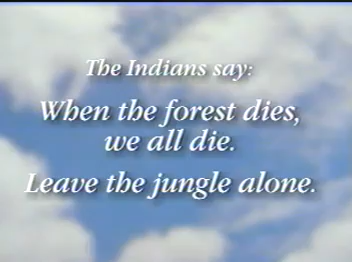 The Indians say:
When the forest dies,
we all die.
Leave the jungle alone.